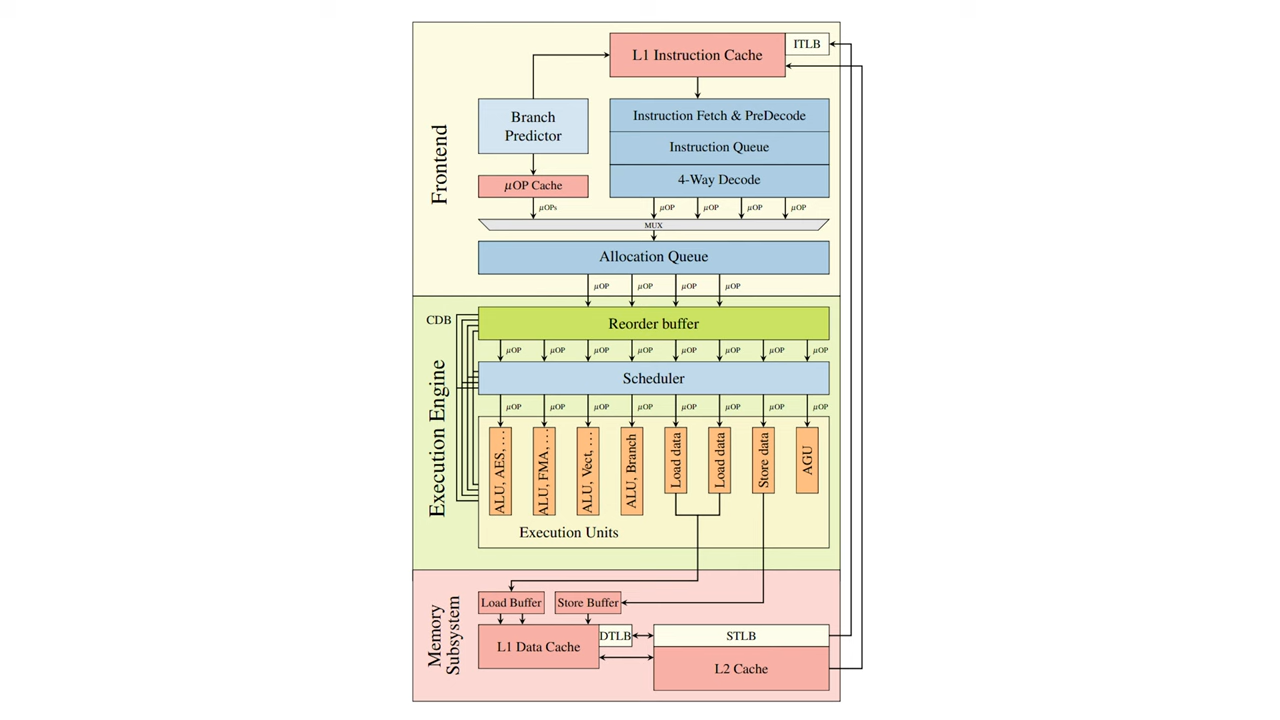 ITLB
L1 Instruction Cache
Branch
Predictor
Instruction Fetch & PreDecode
Instruction Queue
4-Way Decode
Frontend
μOP Cache
μOPs
μOP
μOP
μOP
μOP
MUX
Allocation Queue
μOP
μOP
μOP
μOP
CDB
Reorder buffer
μOP
μOP
μOP
μOP
μOP
μOP
μOP
μOP
Scheduler
Execution Engine
μOP
μOP
μOP
μOP
μOP
μOP
μOP
ALU, AES, ...
ALU, FMA, ...
ALU, Vect, ...
ALU, Branch
Load data
Load data
Store data
AGU
Execution Units
Memory
Subsystem
Load Buffer
Store Buffer
L1 Data Cache
DTLB
STLB
L2 Cache